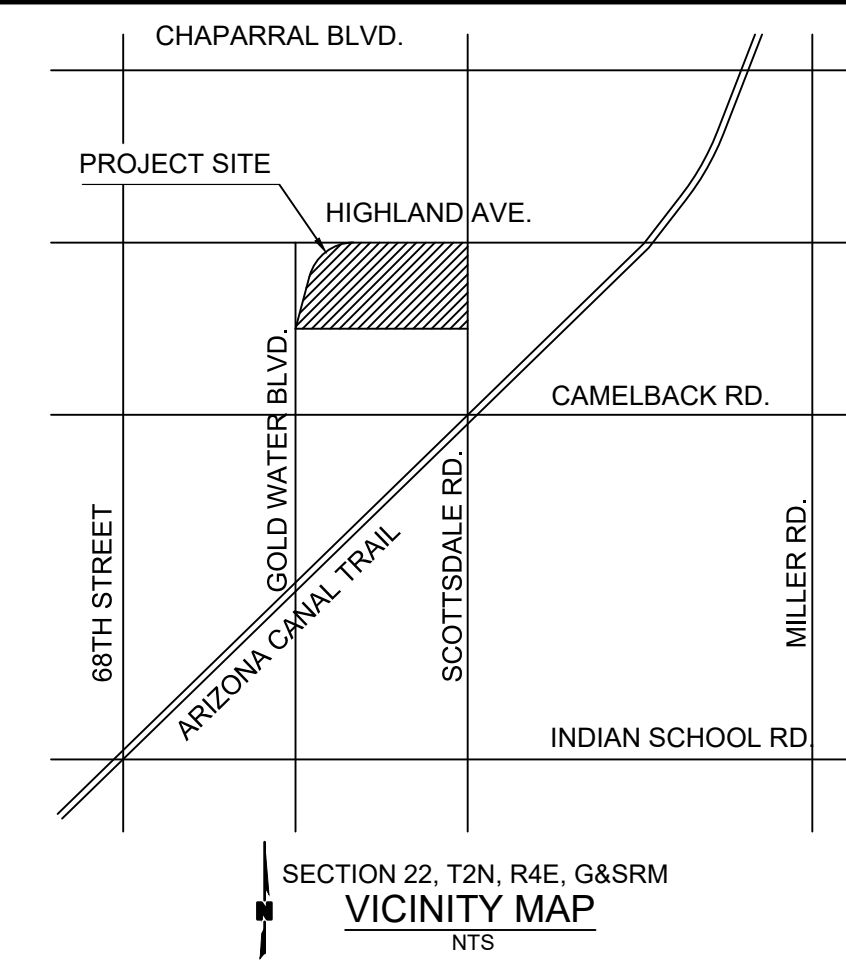 CHAPARRAL BLVD.
PROJECT SITE
HIGHLAND AVE.
GOLD WATER BLVD.
CAMELBACK RD.
68TH STREET
ARIZONA CANAL TRAIL
SCOTTSDALE RD.
MILLER RD.
INDIAN SCHOOL RD.
SECTION 22, T2N, R4E, G&SRM
N
VICINITY MAP
NTS